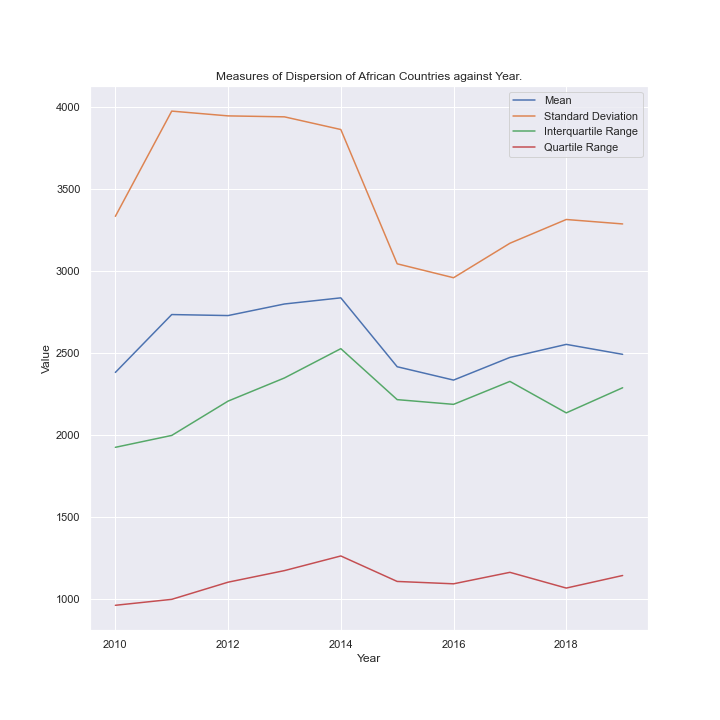 Measures of Dispersion of African Countries against Year.
Mean
Standard Deviation
Interquartile Range
Quartile Range
4000
3500
3000
2500
2000
1500
1000
Value
2010 2012 2014 2016 2018
Year